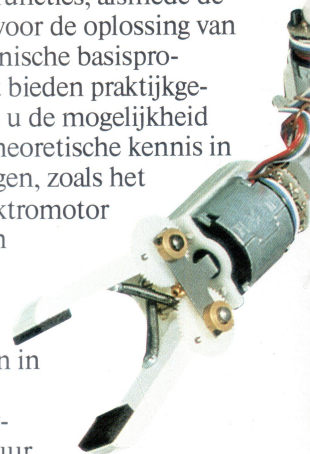 functies, alsmede de
voor de oplossing van
nische basispro-
bieden praktijkge-
u de mogelijkheid
heoretische kennis in
gen, zoals het
ktromotor
n in
-
uur